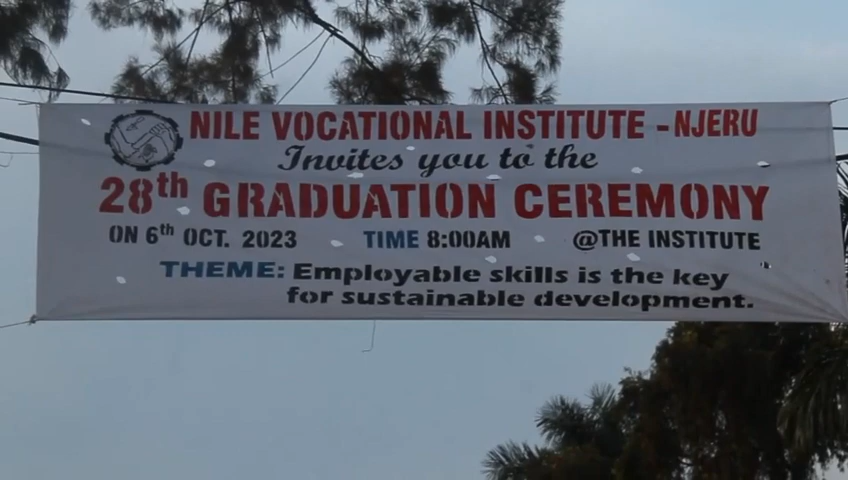 NILE VOCATIONAL INSTITUTE - NJERU
Invites you to the
28th GRADUATION CEREMONY
ON 6th OCT. 2023 TIME 8:00AM @THE INSTITUTE
THEME: Employable skills is the key
for sustainable development.